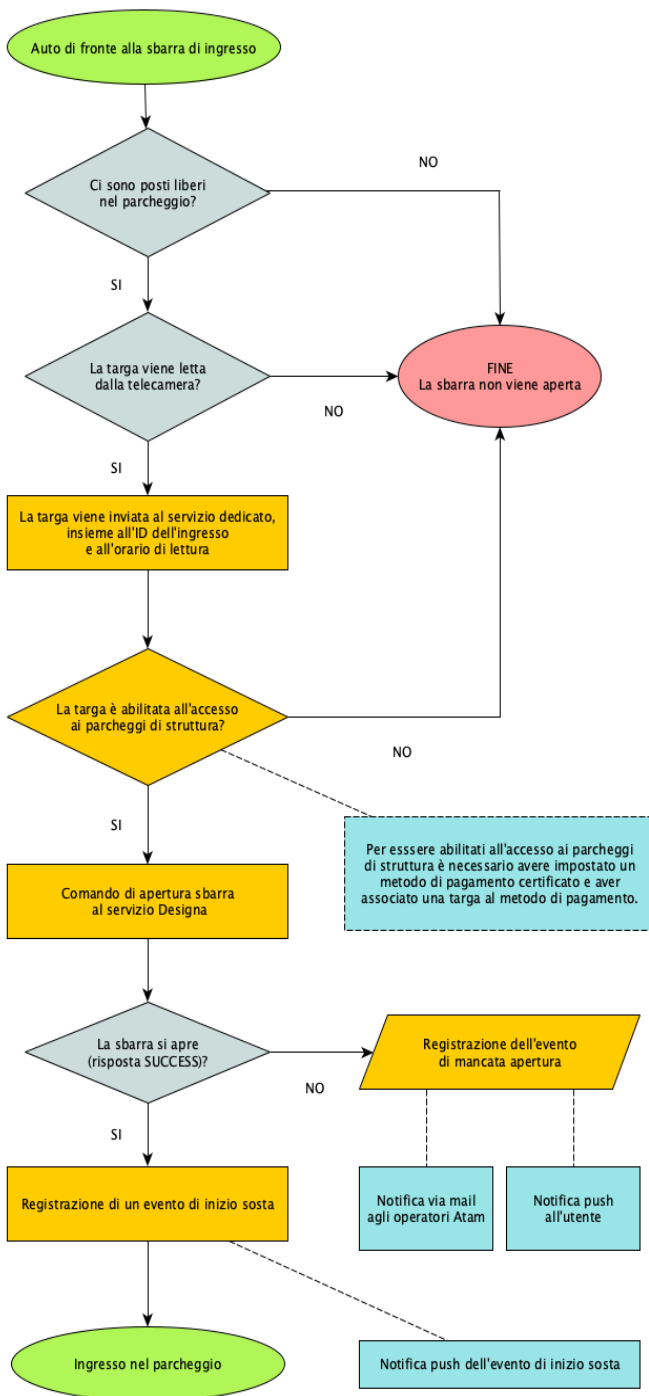 Auto di fronte alla sbarra di ingresso
Ci sono posti liberi
nel parcheggio?
NO
SI
La targa viene letta
dalla telecamera?
NO
FINE
La sbarra non viene aperta
SI
La targa viene inviata al servizio dedicato,
insieme all'ID dell'ingresso
e all'orario di lettura
La targa è abilitata all'accesso
ai parcheggi di struttura?
NO
SI
Per esssere abilitati all'accesso ai parcheggi
di struttura è necessario avere impostato un
metodo di pagamento certificato e aver
associato una targa al metodo di pagamento.
Comando di apertura sbarra
al servizio Designa
La sbarra si apre
(risposta SUCCESS)?
NO
Registrazione dell'evento
di mancata apertura
SI
Registrazione di un evento di inizio sosta
Notifica via mail
agli operatori Atam
Notifica push
all'utente
Ingresso nel parcheggio
Notifica push dell'evento di inizio sosta